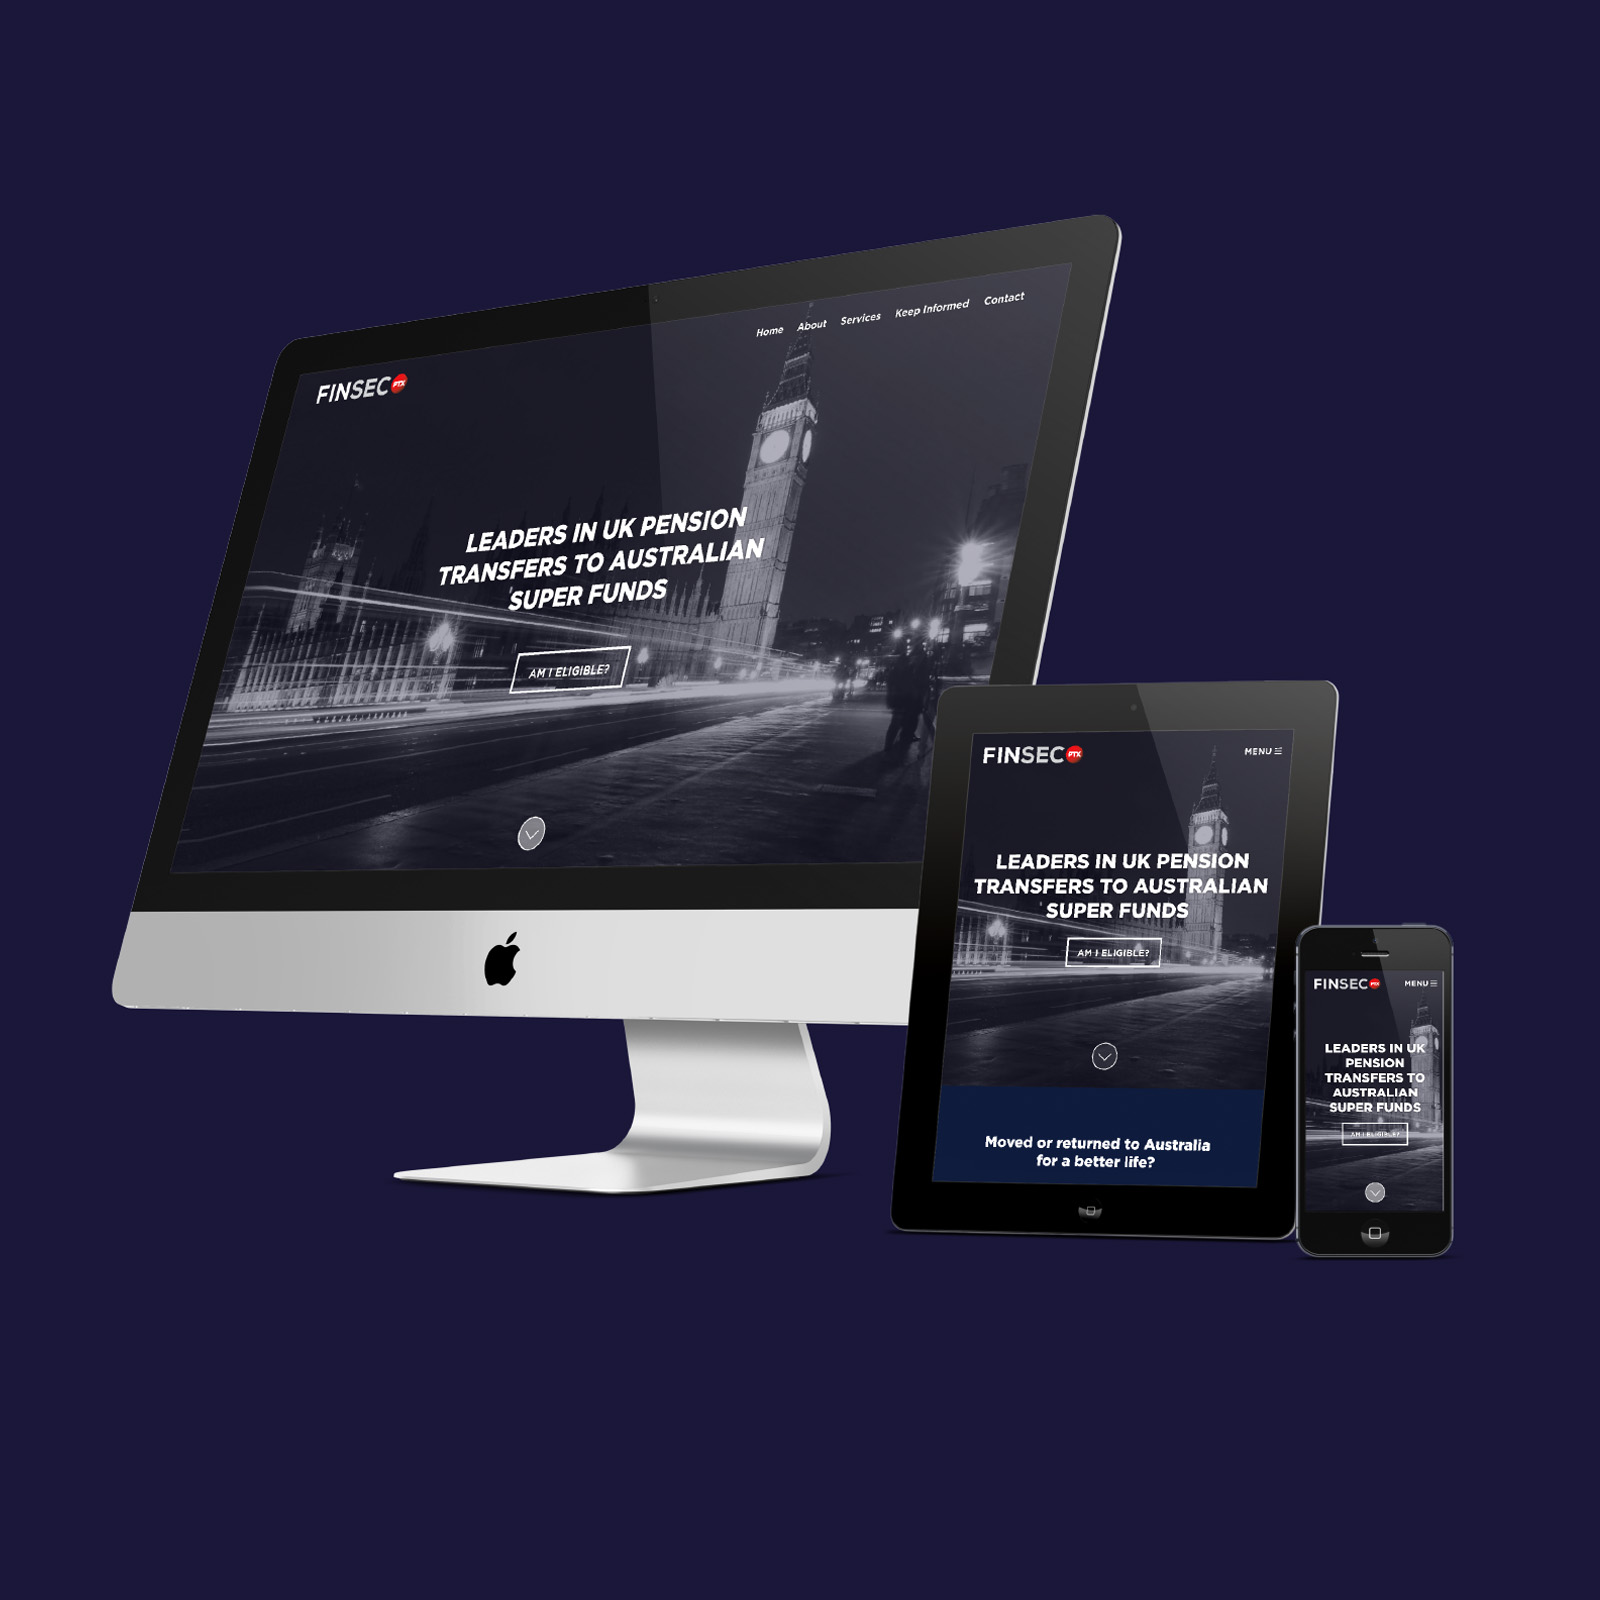 Home About Services Keep Informed Contact
FINSEC PTX
LEADERS IN UK PENSION
TRANSFERS TO AUSTRALIAN
SUPER FUNDS
AM I ELIGIBLE?
FINSEC PTX
MENU
LEADERS IN UK PENSION
TRANSFERS TO AUSTRALIAN
SUPER FUNDS
AM I ELIGIBLE?
Moved or returned to Australia
for a better life?
FINSEC PTX
MENU
LEADERS IN UK
PENSION
TRANSFERS TO
AUSTRALIAN
SUPER FUNDS
AM I ELIGIBLE?